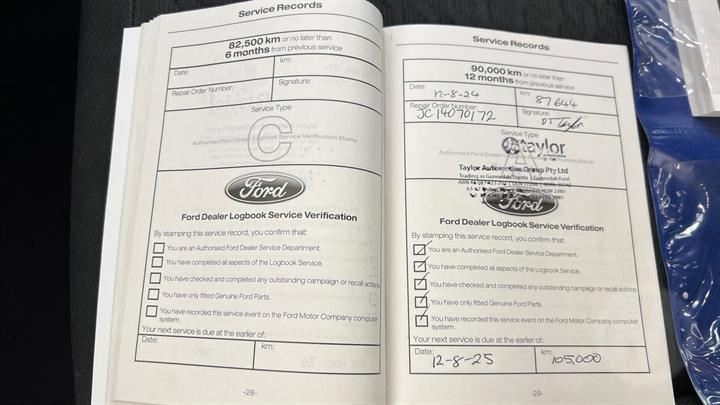 Service Records
82,500 km or no later than
6 months from previous service
Date:
km:
Repair Order Number:
Signature:
Service Type
C
Authorised Ford Dealer Logbook Service Verification Stamp
Ford
Ford Dealer Logbook Service Verification
By stamping this service record, you confirm that:
You are an Authorised Ford Dealer Service Department.
You have completed all aspects of the Logbook Service.
You have checked and completed any outstanding campaign or recall actions.
You have only fitted Genuine Ford Parts.
You have recorded this service event on the Ford Motor Company computer
system.
Your next service is due at the earlier of:
Date:
km:
-28-
Service Records
90,000 km or no later than
12 months from previous service
Date:
12-8-24
km:
87644
Repair Order Number:
JC14070172
Signature:
Service Type
A
taylor
Taylor Automotive Group Pty Ltd
Trading as Gunnedah Toyota | Gunnedah Ford
Ford
Ford Dealer Logbook Service Verification
By stamping this service record, you confirm that:
You are an Authorised Ford Dealer Service Department.
You have completed all aspects of the Logbook Service.
You have checked and completed any outstanding campaign or recall actions.
You have only fitted Genuine Ford Parts.
You have recorded this service event on the Ford Motor Company computer
system.
Your next service is due at the earlier of:
Date:
12-8-25
km:
105,000
-29-